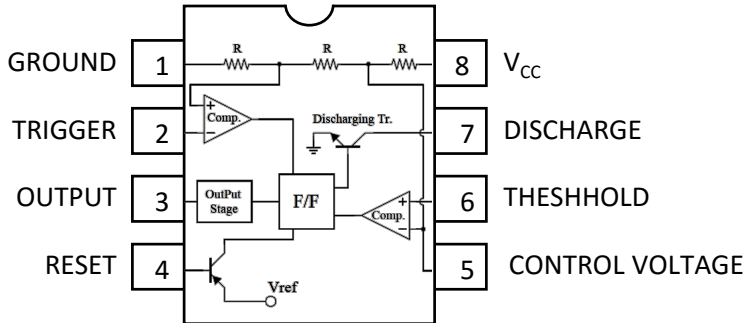 R R R
GROUND 1 8 VCC
+
Comp.
−
Discharging Tr.
TRIGGER 2 7 DISCHARGE
OUTPUT 3 OutPut
Stage
F/F
+
Comp.
−
6 THESHHOLD
RESET 4 5 CONTROL VOLTAGE
Vref